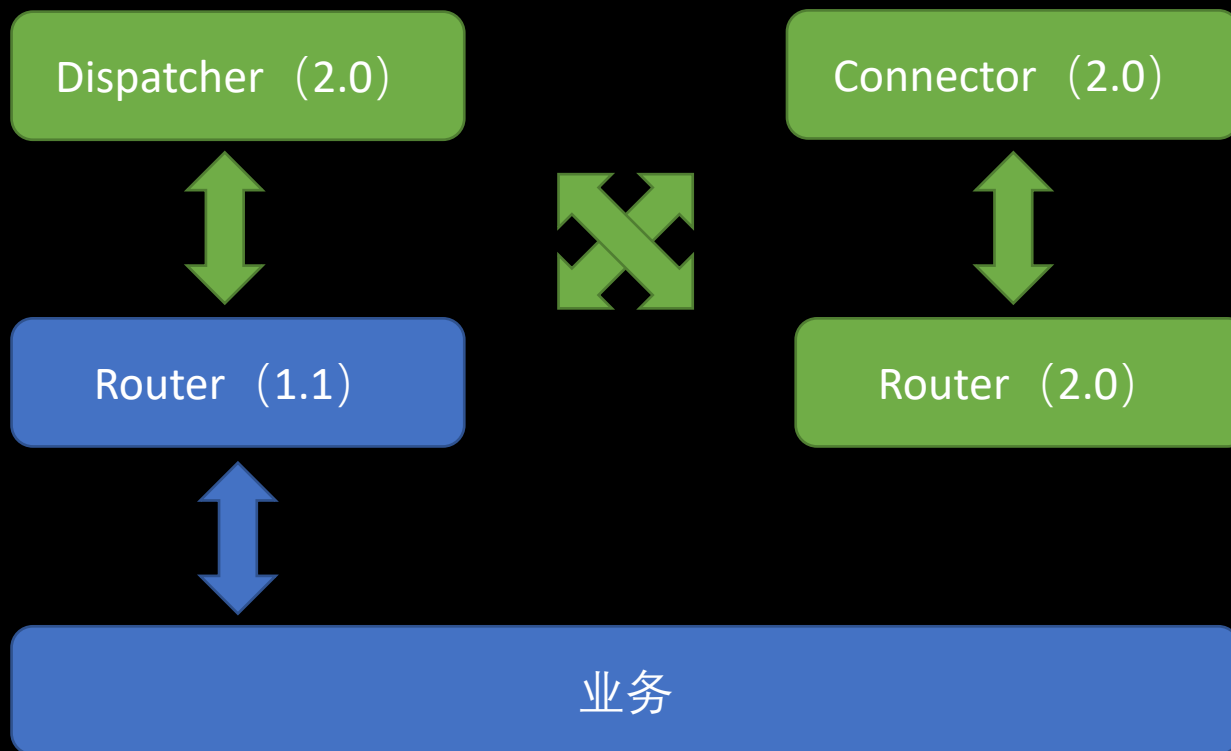 Dispatcher（2.0）
Connector（2.0）
Router（1.1）
Router（2.0）
业务